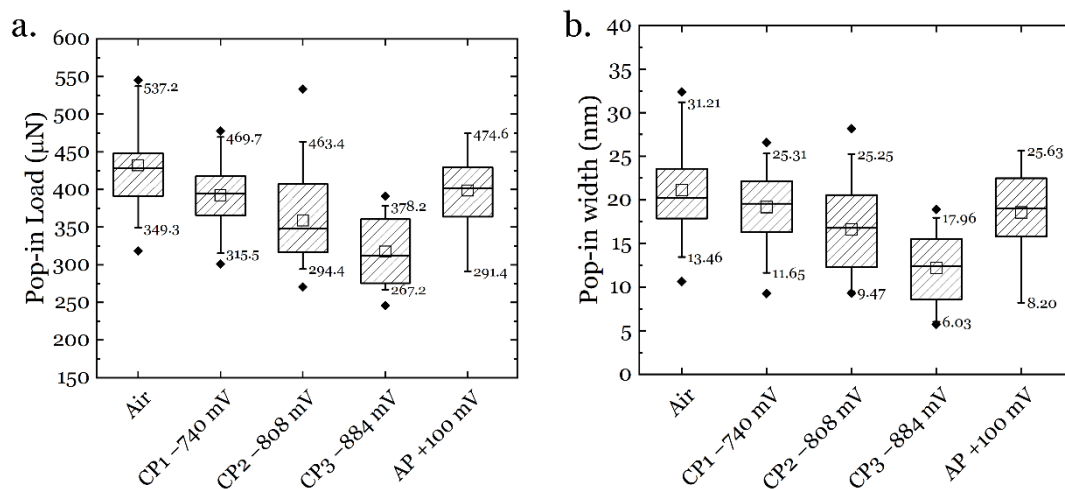 a.
Pop-in Load (µN)
600
550
500
450
400
350
300
250
200
150
537.2
349.3
469.7
315.5
463.4
294.4
378.2
267.2
474.6
291.4
Air
CP1 –740 mV
CP2 –808 mV
CP3 –884 mV
AP +100 mV
b.
Pop-in width (nm)
40
35
30
25
20
15
10
5
0
31.21
13.46
25.31
11.65
25.25
9.47
17.96
6.03
25.63
8.20
Air
CP1 –740 mV
CP2 –808 mV
CP3 –884 mV
AP +100 mV